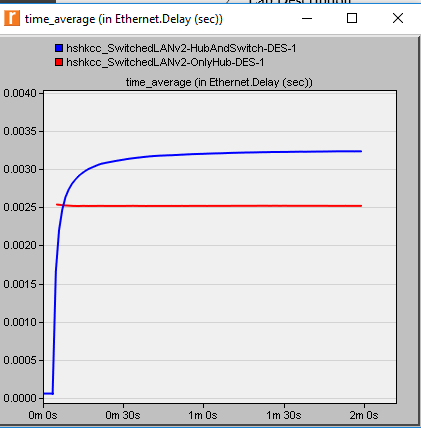 time_average (in Ethernet.Delay (sec))
hshkcc_SwitchedLANv2-HubAndSwitch-DES-1
hshkcc_SwitchedLANv2-OnlyHub-DES-1
time_average (in Ethernet.Delay (sec))
0.0040
0.0035
0.0030
0.0025
0.0020
0.0015
0.0010
0.0005
0.0000
0m 0s 0m 30s 1m 0s 1m 30s 2m 0s